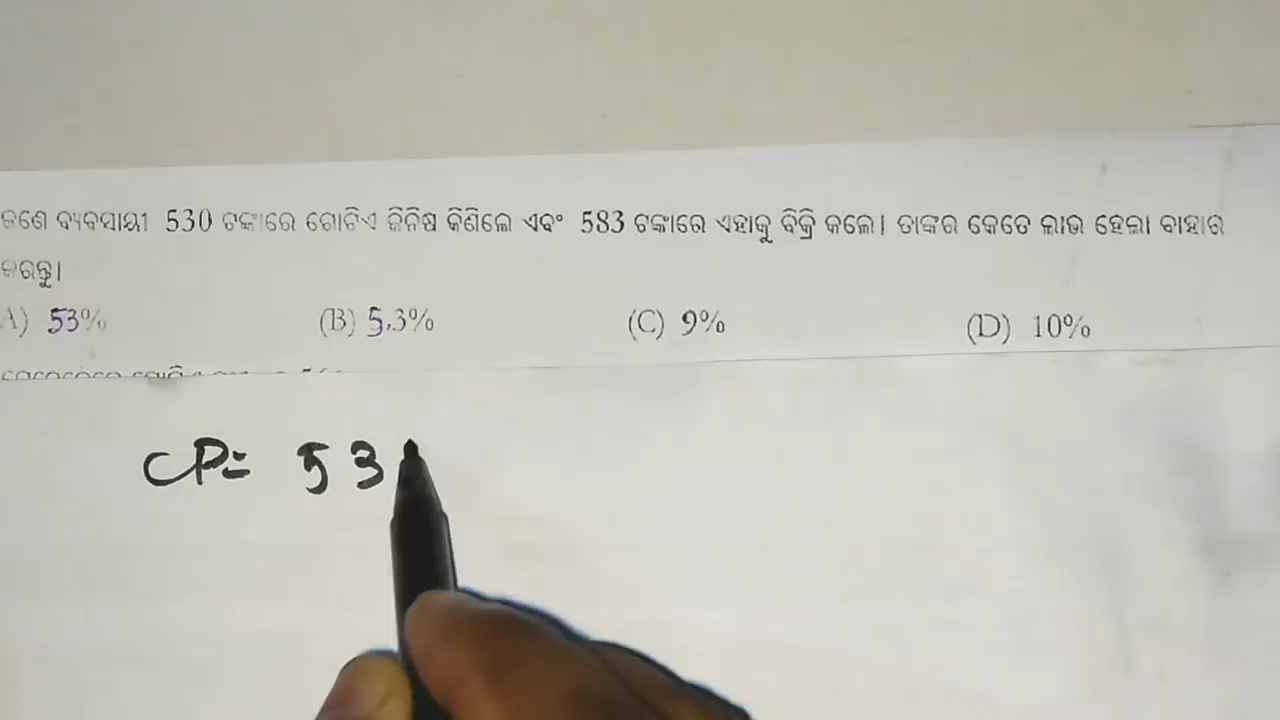 ଜଣେ ବ୍ୟବସାୟୀ 530 ଟଙ୍କାରେ ଗୋଟିଏ ଜିନିଷ କିଣିଲେ ଏବଂ 583 ଟଙ୍କାରେ ଏହାକୁ ବିକ୍ରି କଲେ। ତାଙ୍କର କେତେ ଲାଭ ହେଲା ବାହାର
କରନ୍ତୁ।
A) 53% (B) 5.3% (C) 9% (D) 10%
CP= 53